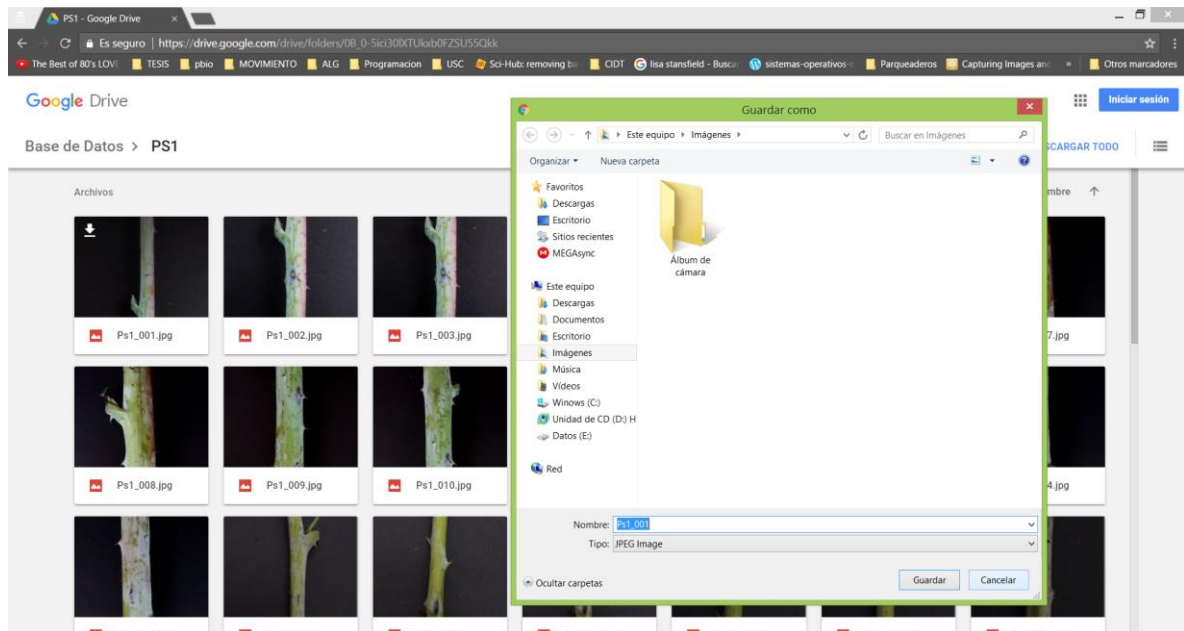 PS1 - Google Drive
Es seguro | https://drive.google.com/drive/folders/0B_0-5ici30lXTUkxb0FZSU55Qkk
The Best of 80's LOVE TESIS pbio MOVIMIENTO ALG Programacion USC Sci-Hub: removing ba CIDT lisa stansfield - Busca sistemas-operativos- Parqueaderos Capturing Images an » Otros marcadores
Google Drive
Iniciar sesión
Base de Datos > PS1
SCARGAR TODO
Archivos
mbre
Ps1_001.jpg
Ps1_002.jpg
Ps1_003.jpg
7.jpg
Ps1_008.jpg
Ps1_009.jpg
Ps1_010.jpg
4.jpg
Guardar como
Este equipo Imágenes
Buscar en Imágenes
Organizar Nueva carpeta
Favoritos
Descargas
Escritorio
Sitios recientes
MEGAsync
Este equipo
Descargas
Documentos
Escritorio
Imágenes
Música
Vídeos
Winows (C:)
Unidad de CD (D:) H
Datos (E:)
Red
Álbum de
cámara
Nombre: Ps1_001
Tipo: JPEG Image
Ocultar carpetas
Guardar Cancelar